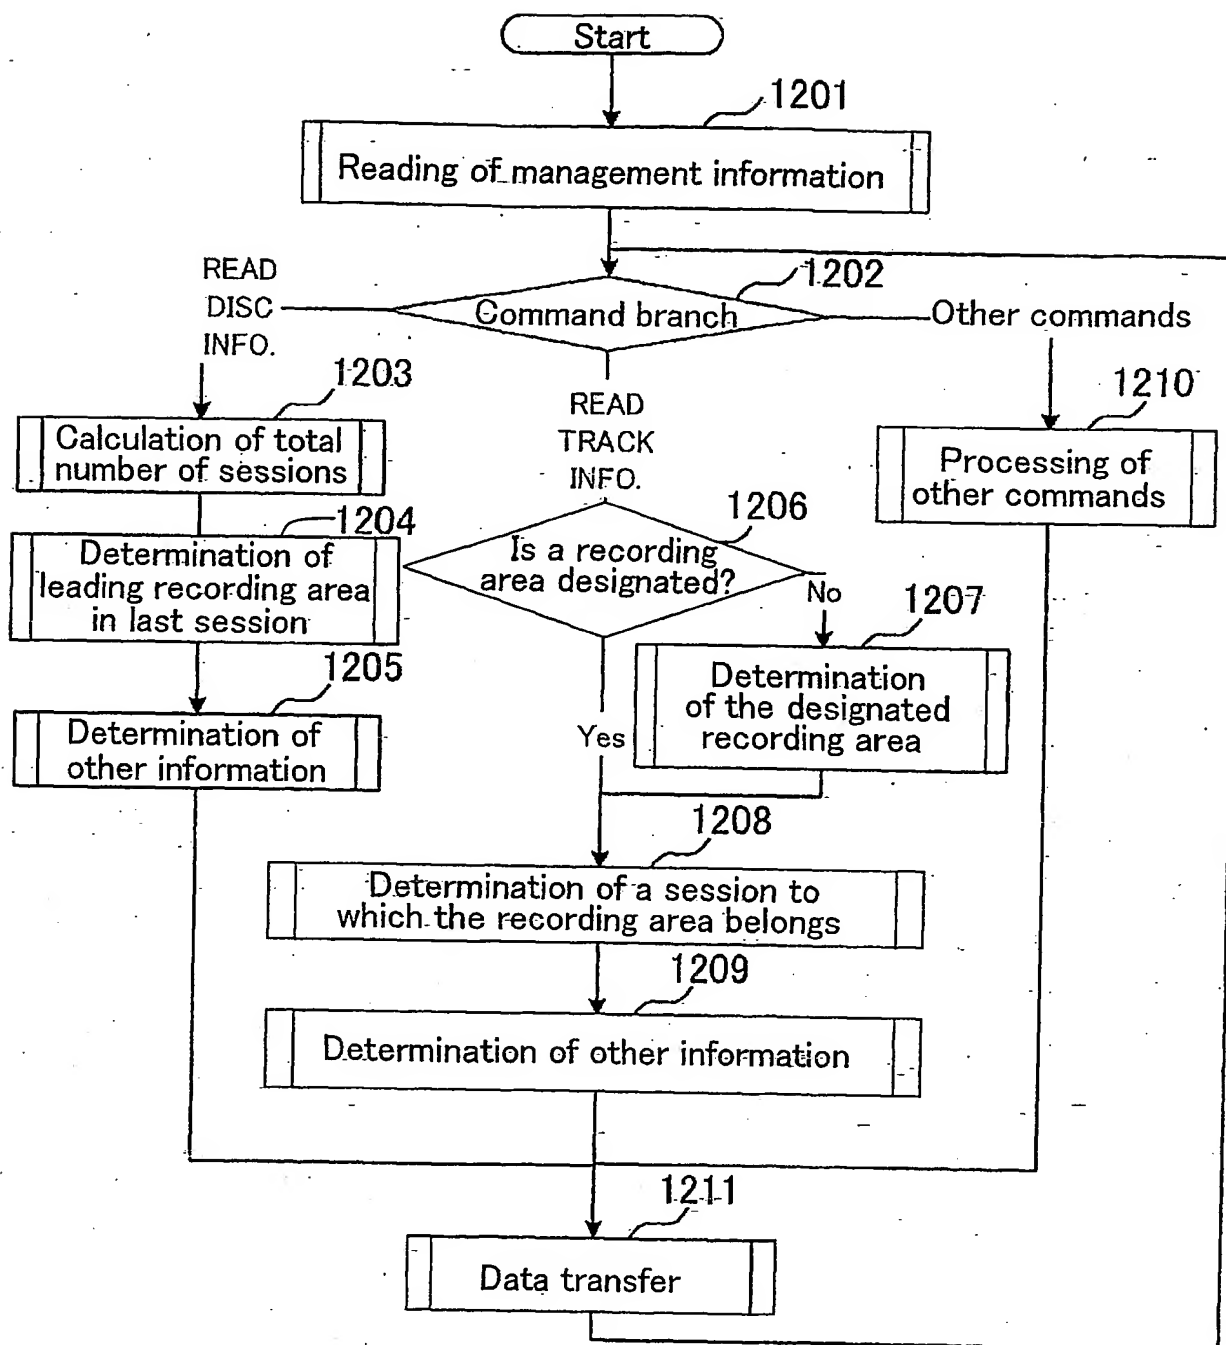 Start
1201
Reading of management information
1202
Command branch
READ
DISC
INFO.
Other commands
1203
Calculation of total
number of sessions
READ
TRACK
INFO.
1210
Processing of
other commands
1204
Determination of
leading recording area
in last session
1206
Is a recording
area designated?
No
1207
Determination
of the designated
recording area
Yes
1205
Determination of
other information
1208
Determination of a session to
which the recording area belongs
1209
Determination of other information
1211
Data transfer